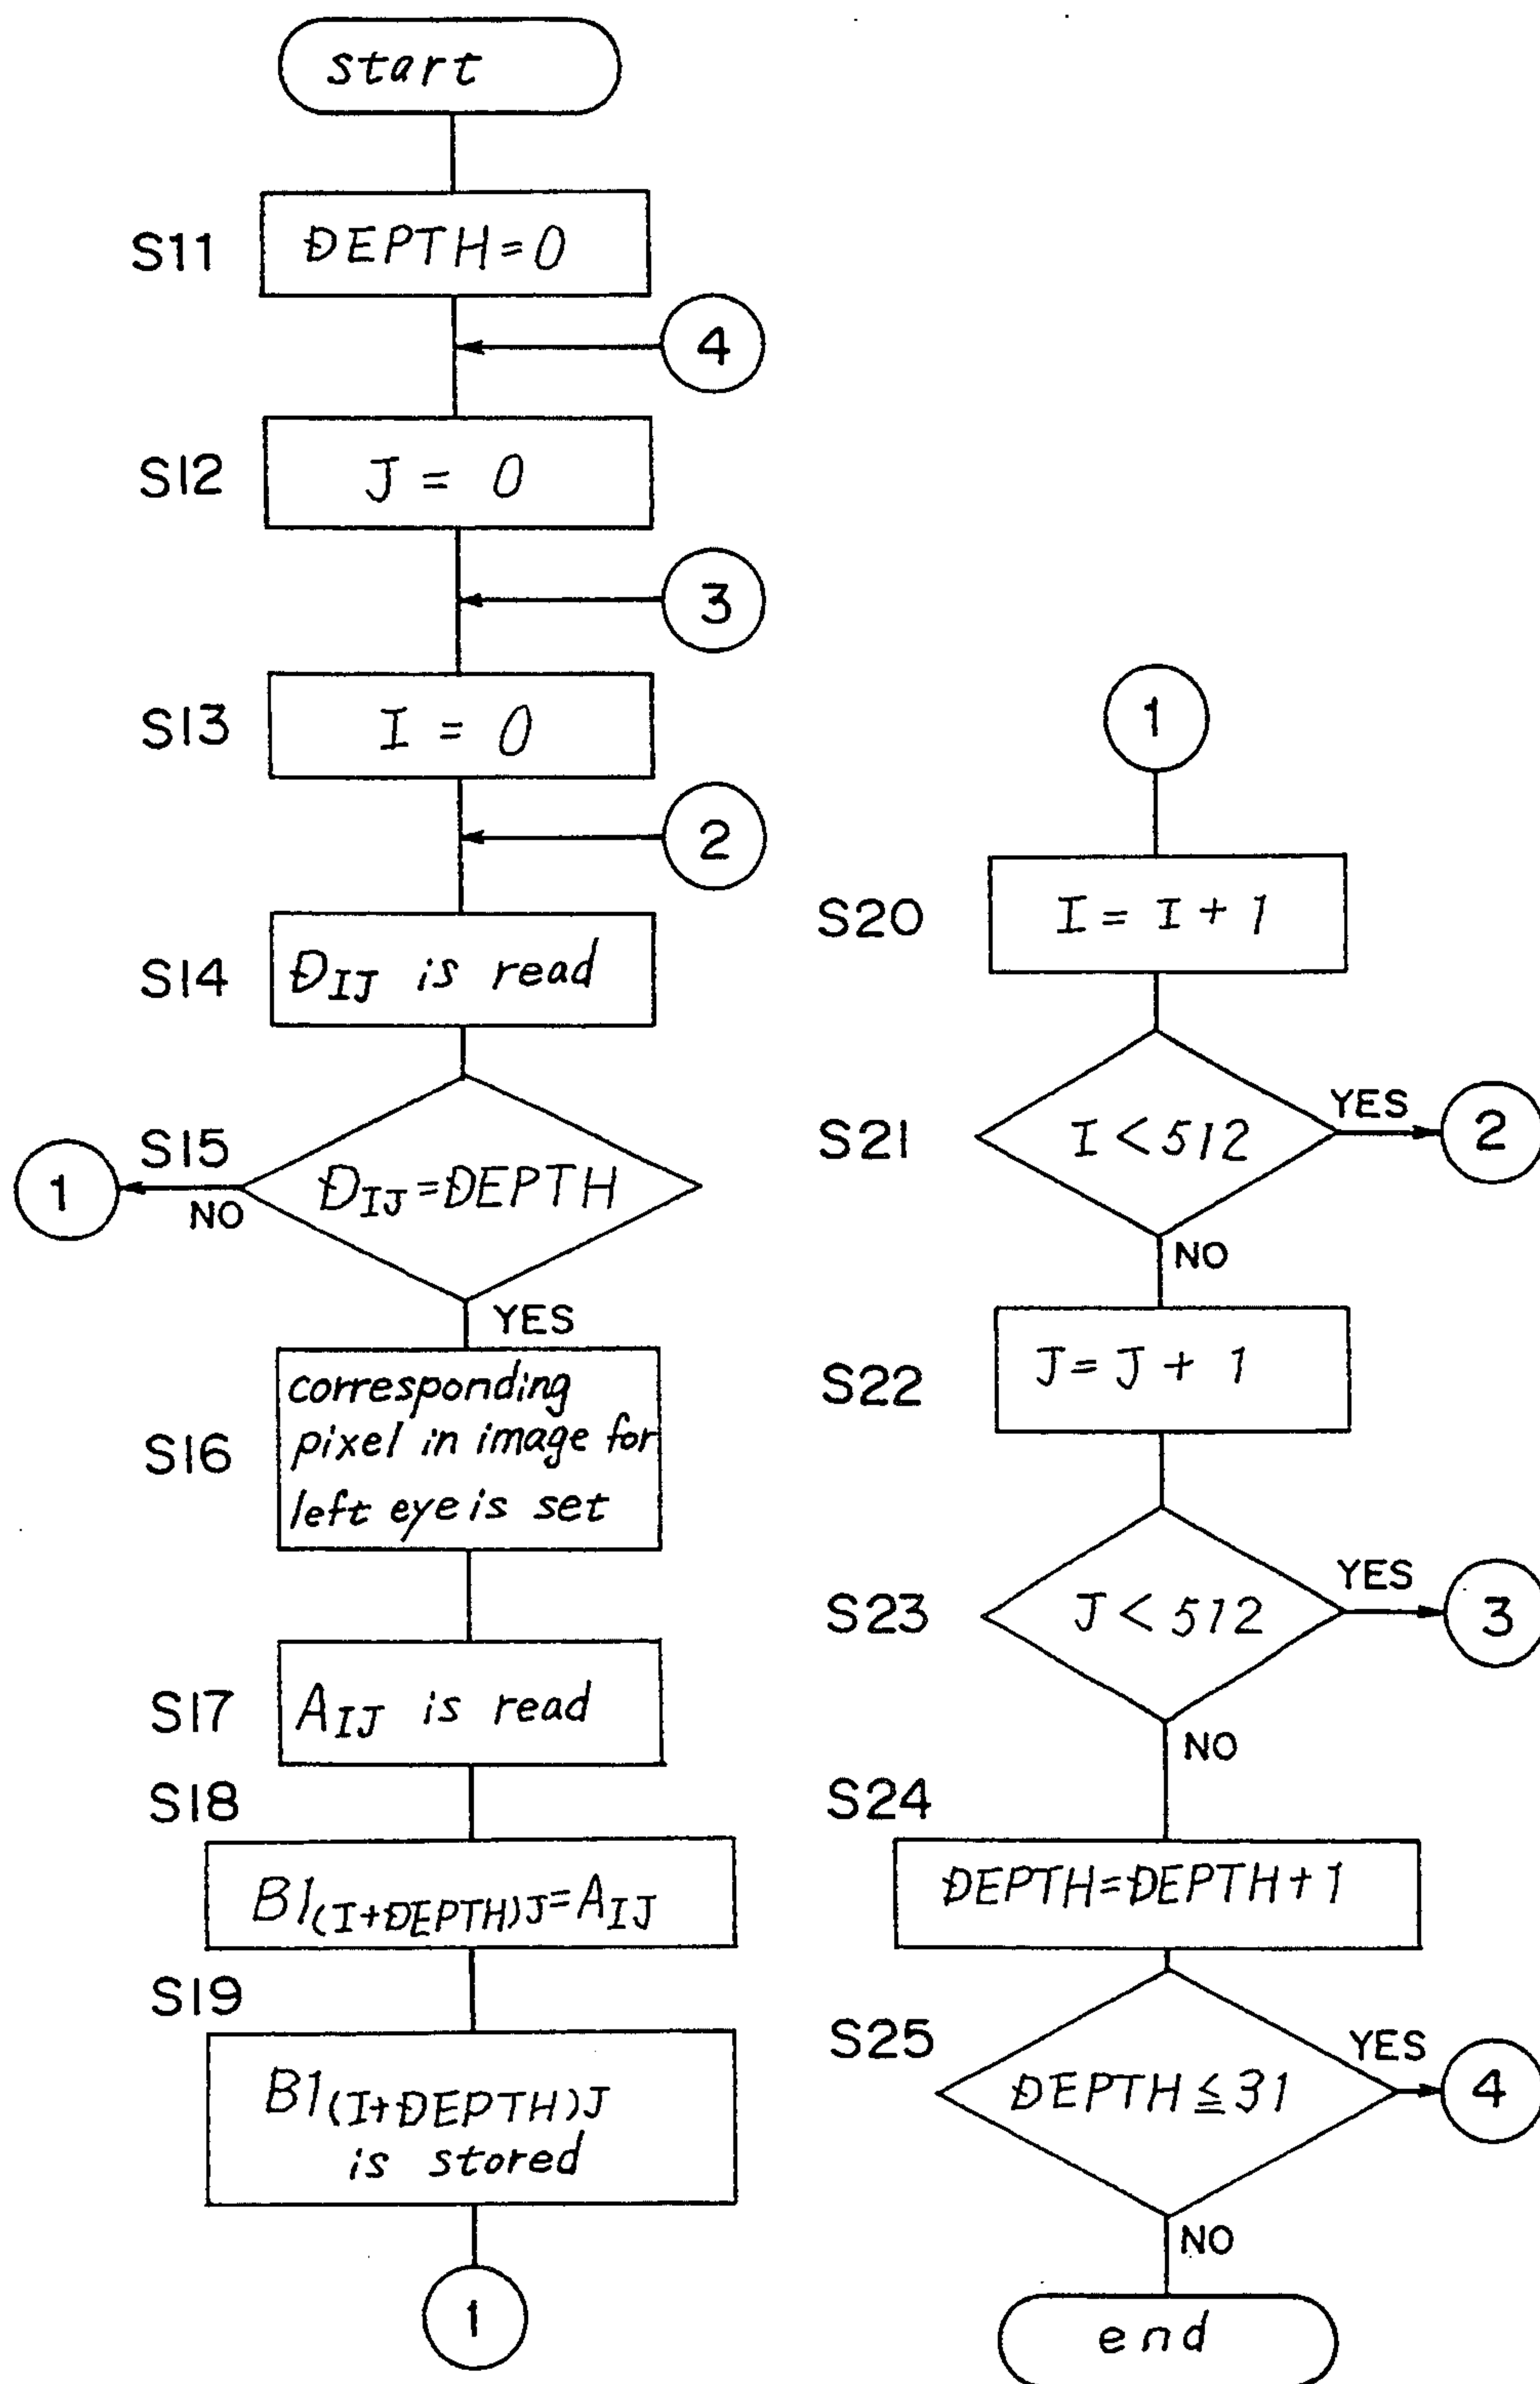 start
S11
DEPTH=0
4
S12
J = 0
3
S13
I = 0
2
S14
DIJ is read
S15
1
NO
DIJ=DEPTH
YES
S16
corresponding
pixel in image for
left eye is set
S17
AIJ is read
S18
B1(I+DEPTH)J=AIJ
S19
B1(I+DEPTH)J
is stored
1
1
S20
I = I + 1
S21
I < 512
YES
2
NO
S22
J = J + 1
S23
J < 512
YES
3
NO
S24
DEPTH=DEPTH+1
S25
DEPTH≦31
YES
4
NO
end